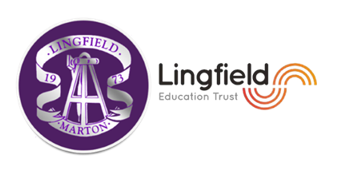 LINGFIELD
19 73
MARTON
Lingfield
Education Trust